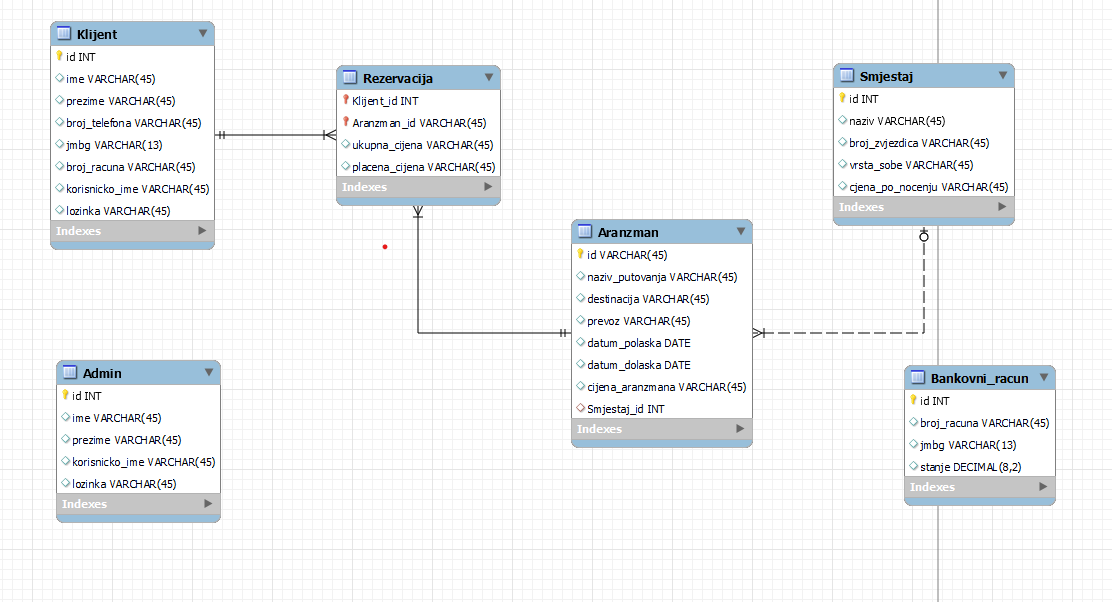 Klijent
id INT
ime VARCHAR(45)
prezime VARCHAR(45)
broj_telefona VARCHAR(45)
jmbg VARCHAR(13)
broj_racuna VARCHAR(45)
korisnicko_ime VARCHAR(45)
lozinka VARCHAR(45)
Indexes
Rezervacija
Klijent_id INT
Aranzman_id VARCHAR(45)
ukupna_cijena VARCHAR(45)
placena_cijena VARCHAR(45)
Indexes
Smjestaj
id INT
naziv VARCHAR(45)
broj_zvjezdica VARCHAR(45)
vrsta_sobe VARCHAR(45)
cjena_po_nocenju VARCHAR(45)
Indexes
Aranzman
id VARCHAR(45)
naziv_putovanja VARCHAR(45)
destinacija VARCHAR(45)
prevoz VARCHAR(45)
datum_polaska DATE
datum_dolaska DATE
cijena_aranzmana VARCHAR(45)
Smjestaj_id INT
Indexes
Admin
id INT
ime VARCHAR(45)
prezime VARCHAR(45)
korisnicko_ime VARCHAR(45)
lozinka VARCHAR(45)
Indexes
Bankovni_racun
id INT
broj_racuna VARCHAR(45)
jmbg VARCHAR(13)
stanje DECIMAL(8,2)
Indexes